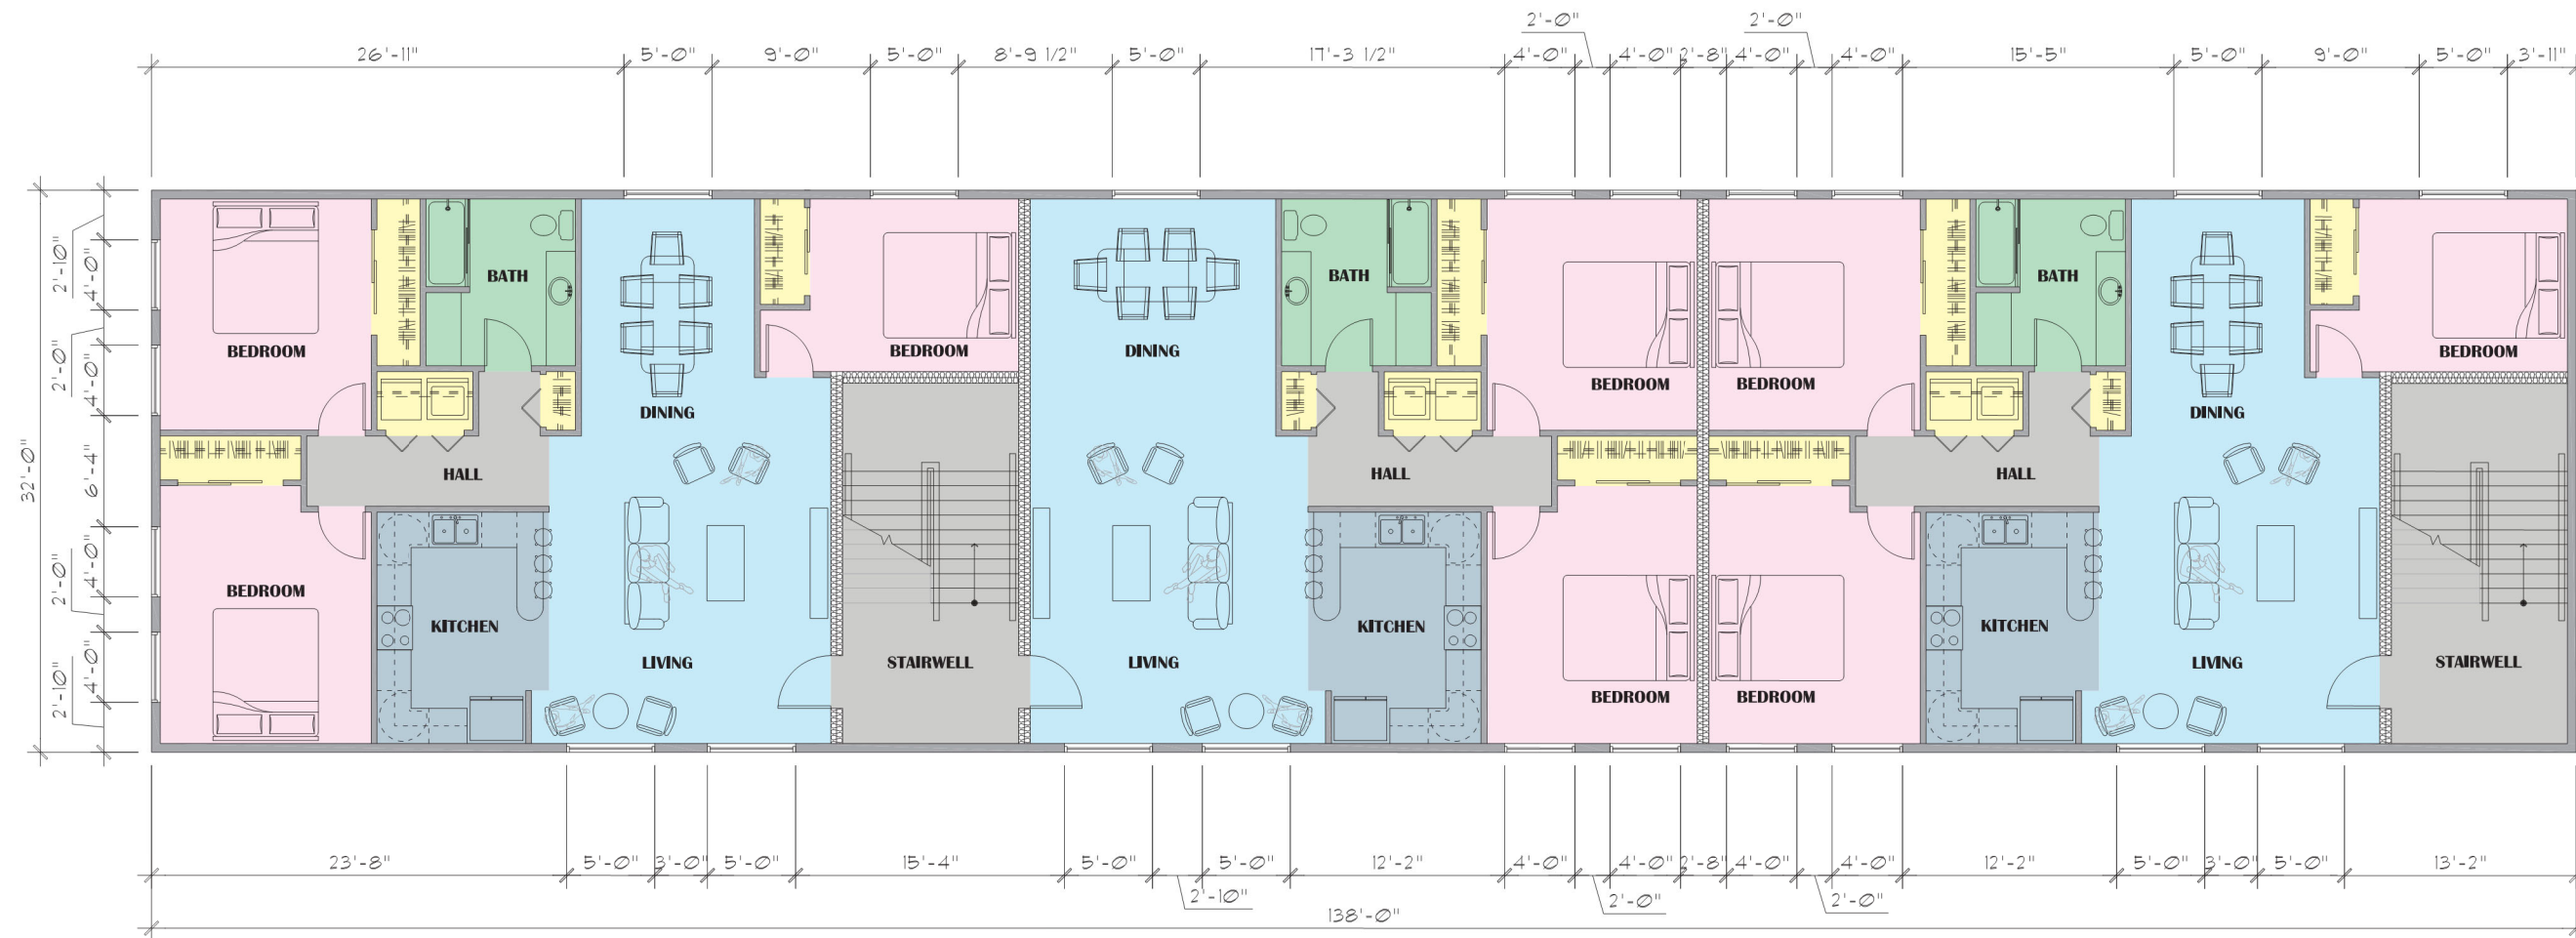 2'-0" 2'-0"
26'-11" 5'-0" 9'-0" 5'-0" 8'-9 1/2" 5'-0" 17'-3 1/2" 4'-0" 4'-0" 2'-8" 4'-0" 4'-0" 15'-5" 5'-0" 9'-0" 5'-0" 3'-11"
32'-0"
2'-10"
4'-0"
2'-0"
4'-0"
6'-4"
2'-0"
4'-0"
2'-10"
4'-0"
BATH BATH BATH
BEDROOM BEDROOM DINING BEDROOM
BEDROOM BEDROOM
DINING DINING
HALL HALL HALL
BEDROOM
KITCHEN KITCHEN KITCHEN
LIVING STAIRWELL LIVING LIVING STAIRWELL
BEDROOM BEDROOM
23'-8" 5'-0" 3'-0" 5'-0" 15'-4" 5'-0" 5'-0" 12'-2" 4'-0" 4'-0" 2'-8" 4'-0" 4'-0" 12'-2" 5'-0" 3'-0" 5'-0" 13'-2"
2'-10" 2'-0" 2'-0"
138'-0"